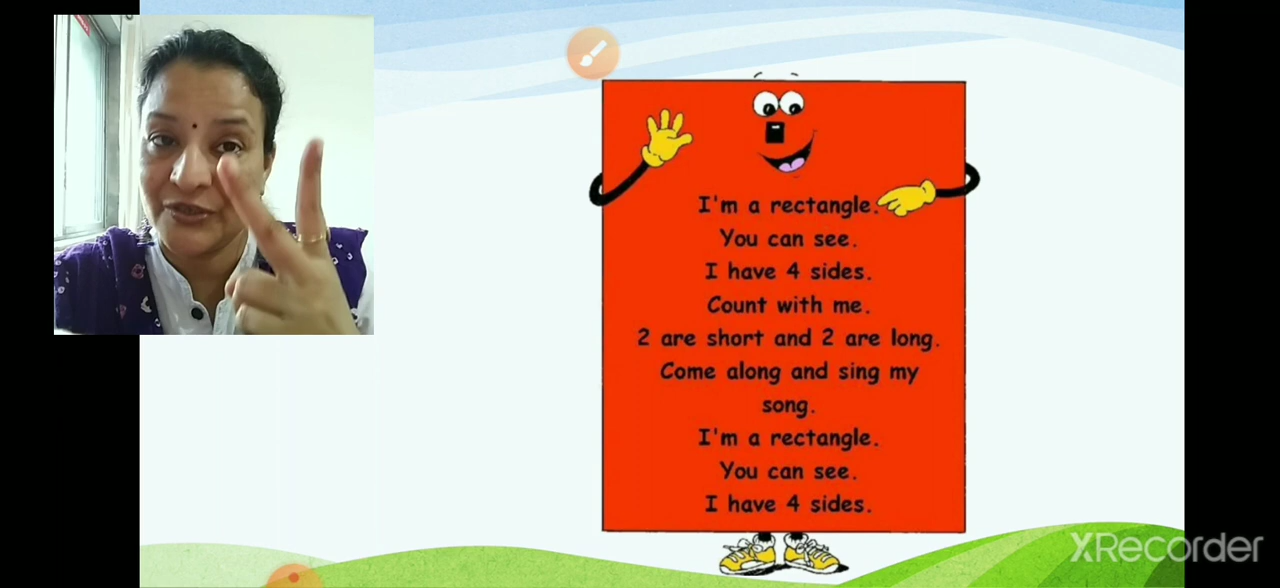 I'm a rectangle.
You can see.
I have 4 sides.
Count with me.
2 are short and 2 are long.
Come along and sing my
song.
I'm a rectangle.
You can see.
I have 4 sides.
XRecorder